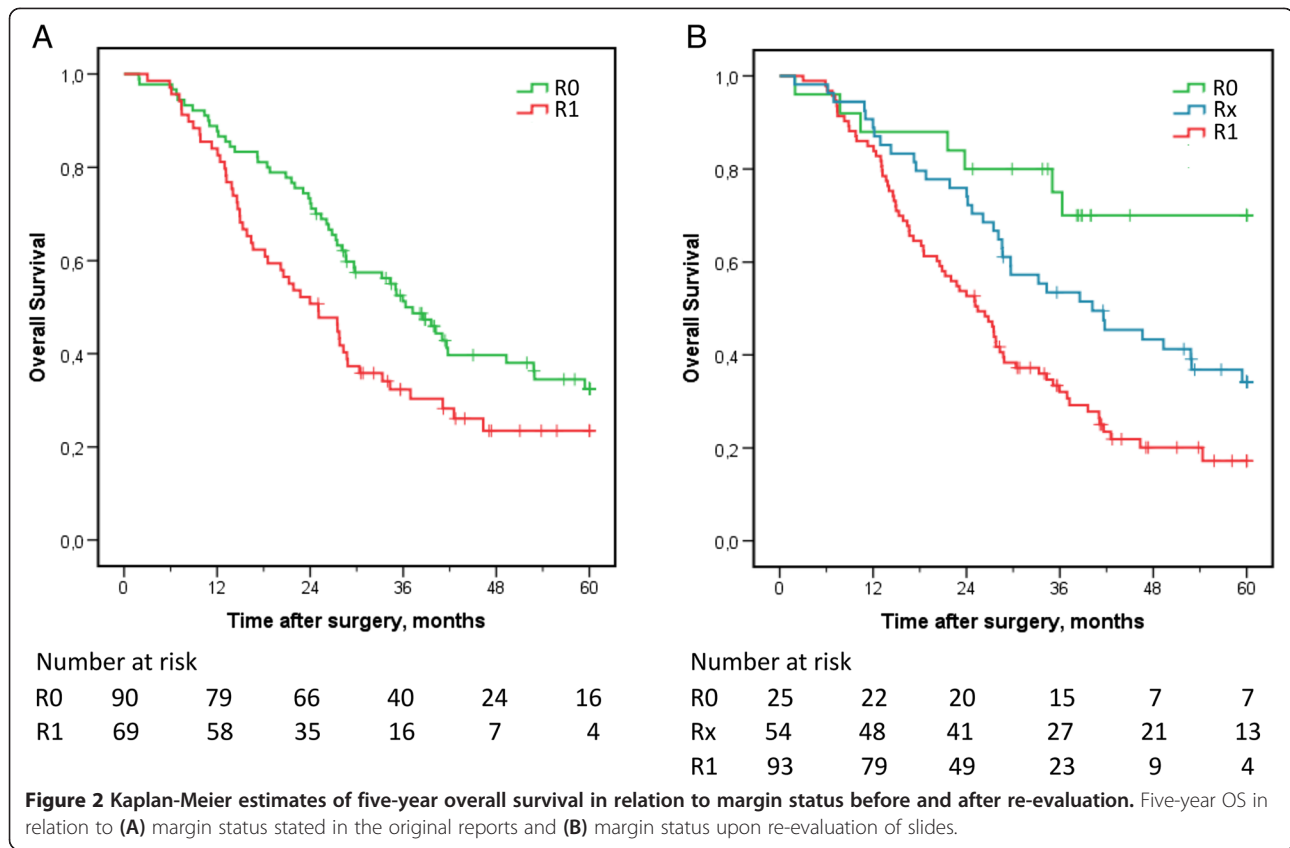 A
R0
R1
1,0
0,8
0,6
0,4
0,2
0,0
Overall Survival
0 12 24 36 48 60
Time after surgery, months
Number at risk
R0 90 79 66 40 24 16
R1 69 58 35 16 7 4
B
R0
Rx
R1
1,0
0,8
0,6
0,4
0,2
0,0
Overall Survival
0 12 24 36 48 60
Time after surgery, months
Number at risk
R0 25 22 20 15 7 7
Rx 54 48 41 27 21 13
R1 93 79 49 23 9 4
Figure 2 Kaplan-Meier estimates of five-year overall survival in relation to margin status before and after re-evaluation. Five-year OS in
relation to (A) margin status stated in the original reports and (B) margin status upon re-evaluation of slides.